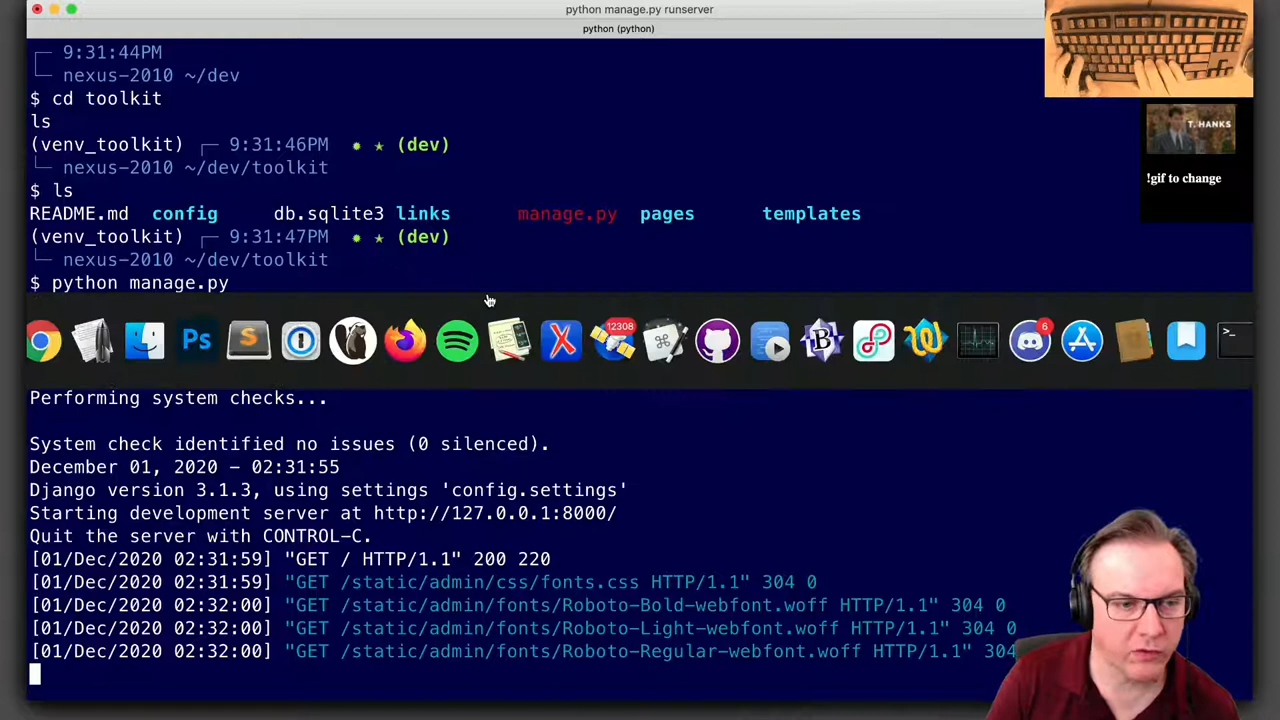 python manage.py runserver
python (python)
9:31:44PM
nexus-2010 ~/dev
$ cd toolkit
ls
(venv_toolkit) 9:31:46PM ✹ ★ (dev)
nexus-2010 ~/dev/toolkit
$ ls
README.md config db.sqlite3 links manage.py pages templates
(venv_toolkit) 9:31:47PM ✹ ★ (dev)
nexus-2010 ~/dev/toolkit
$ python manage.py
T. HANKS
!gif to change
Ps
S
12308
X
B
6
>_
Performing system checks...
System check identified no issues (0 silenced).
December 01, 2020 - 02:31:55
Django version 3.1.3, using settings 'config.settings'
Starting development server at http://127.0.0.1:8000/
Quit the server with CONTROL-C.
[01/Dec/2020 02:31:59] "GET / HTTP/1.1" 200 220
[01/Dec/2020 02:31:59] "GET /static/admin/css/fonts.css HTTP/1.1" 304 0
[01/Dec/2020 02:32:00] "GET /static/admin/fonts/Roboto-Bold-webfont.woff HTTP/1.1" 304 0
[01/Dec/2020 02:32:00] "GET /static/admin/fonts/Roboto-Light-webfont.woff HTTP/1.1" 304 0
[01/Dec/2020 02:32:00] "GET /static/admin/fonts/Roboto-Regular-webfont.woff HTTP/1.1" 304